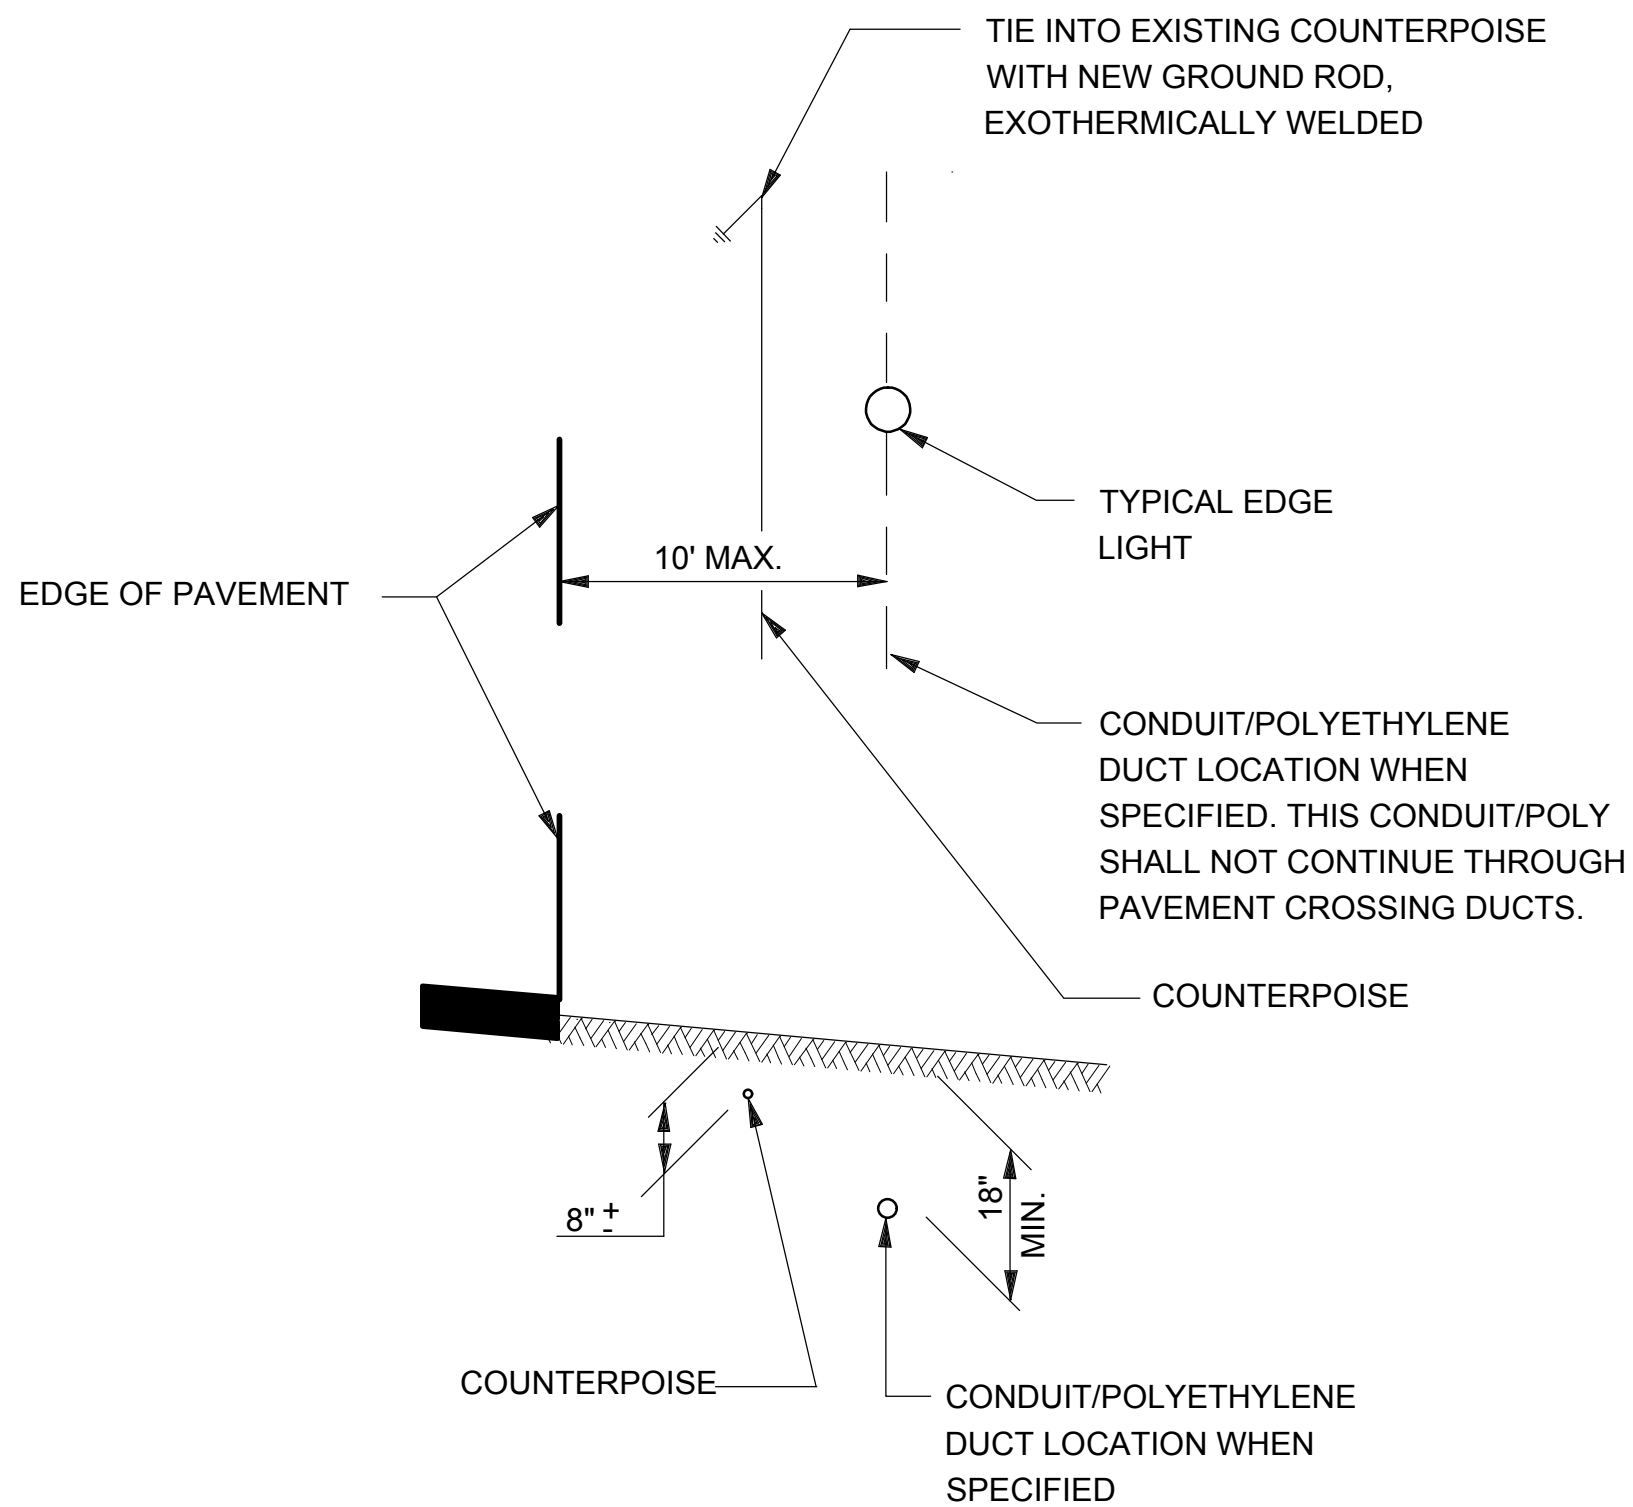 TIE INTO EXISTING COUNTERPOISE
WITH NEW GROUND ROD,
EXOTHERMICALLY WELDED
TYPICAL EDGE
LIGHT
10' MAX.
EDGE OF PAVEMENT
CONDUIT/POLYETHYLENE
DUCT LOCATION WHEN
SPECIFIED. THIS CONDUIT/POLY
SHALL NOT CONTINUE THROUGH
PAVEMENT CROSSING DUCTS.
COUNTERPOISE
8" ±
18"
MIN.
COUNTERPOISE
CONDUIT/POLYETHYLENE
DUCT LOCATION WHEN
SPECIFIED